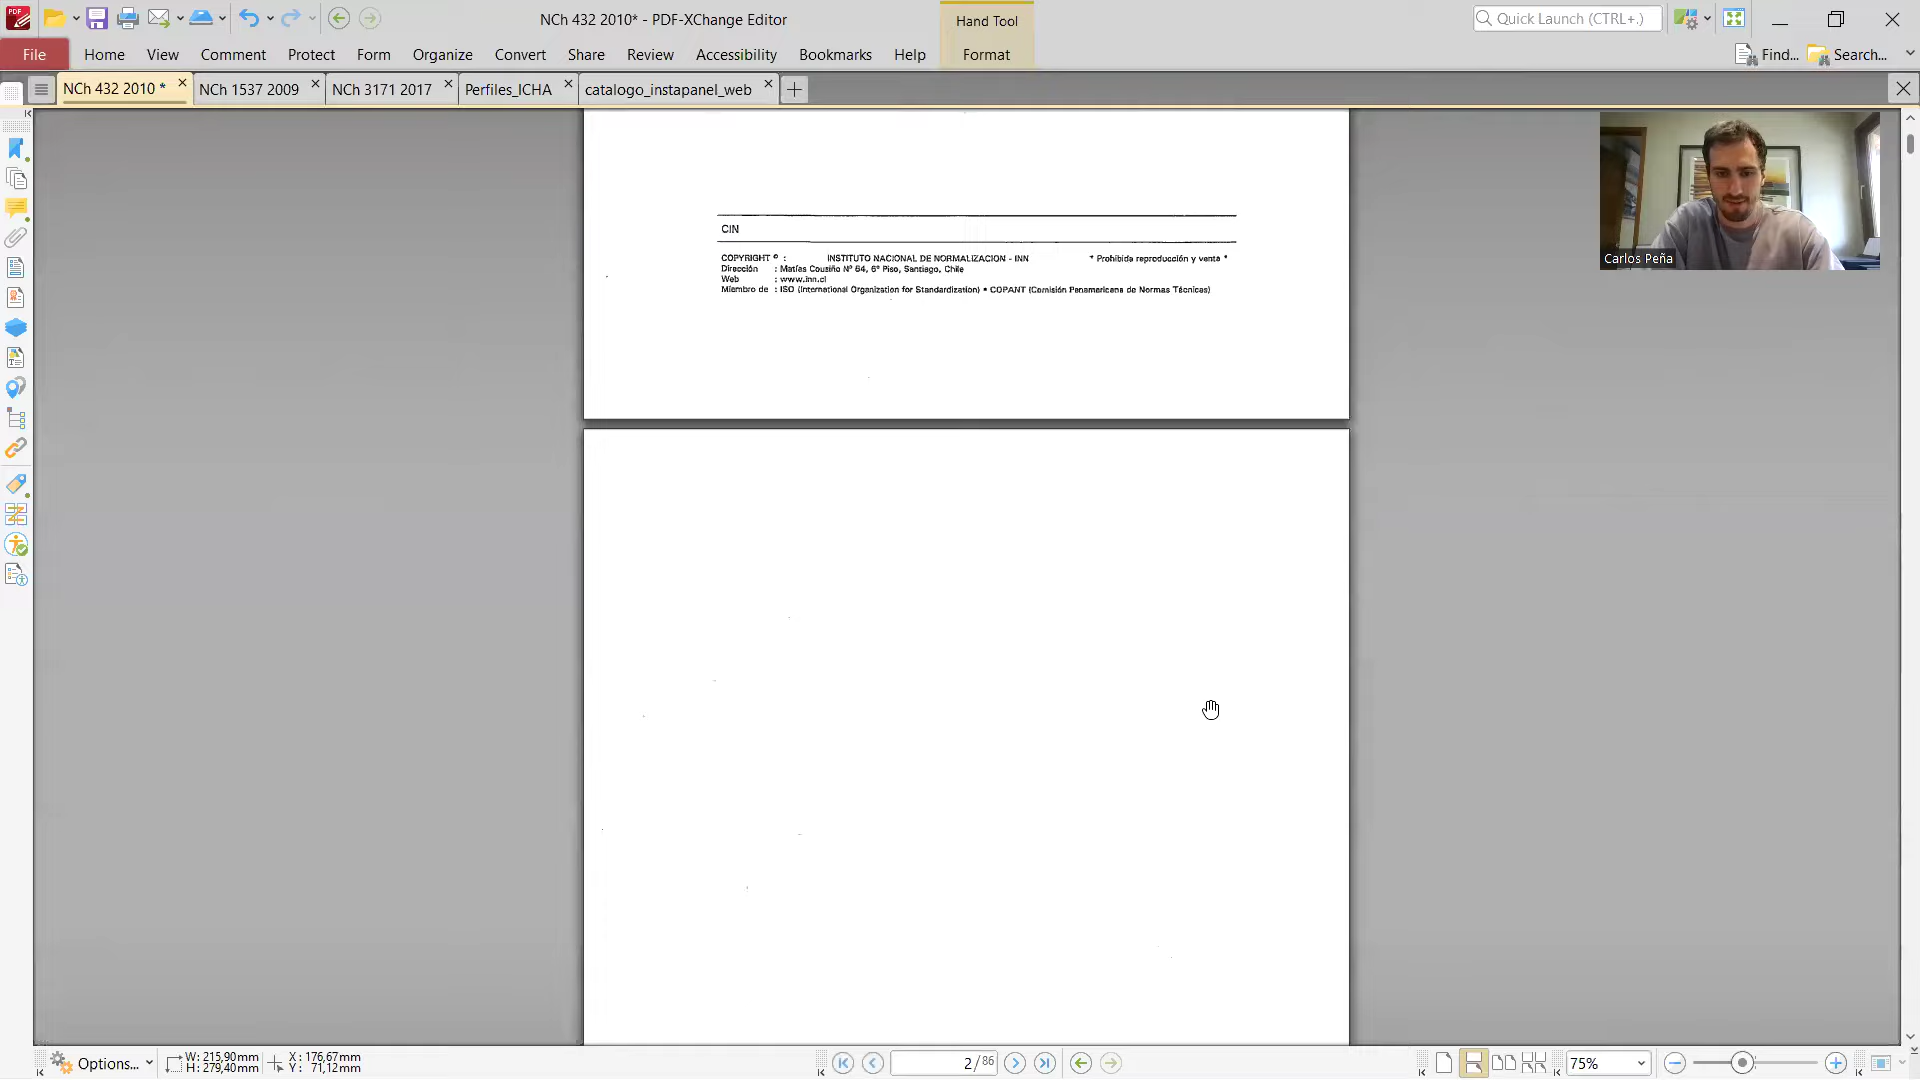 NCh 432 2010* - PDF-XChange Editor
Hand Tool
Quick Launch (CTRL+.)
File
Home
View
Comment
Protect
Form
Organize
Convert
Share
Review
Accessibility
Bookmarks
Help
Format
Find...
Search...
NCh 432 2010 *
NCh 1537 2009
NCh 3171 2017
Perfiles_ICHA
catalogo_instapanel_web
CIN
COPYRIGHT © : INSTITUTO NACIONAL DE NORMALIZACION - INN * Prohibida reproducción y venta *
Dirección : Matías Cousiño Nº 64, 6º Piso, Santiago, Chile
Web : www.inn.cl
Miembro de : ISO (International Organization for Standardization) • COPANT (Comisión Panamericana de Normas Técnicas)
Carlos Peña
Options...
W: 215,90mm
H: 279,40mm
X: 176,67mm
Y: 71,12mm
2 / 86
75%